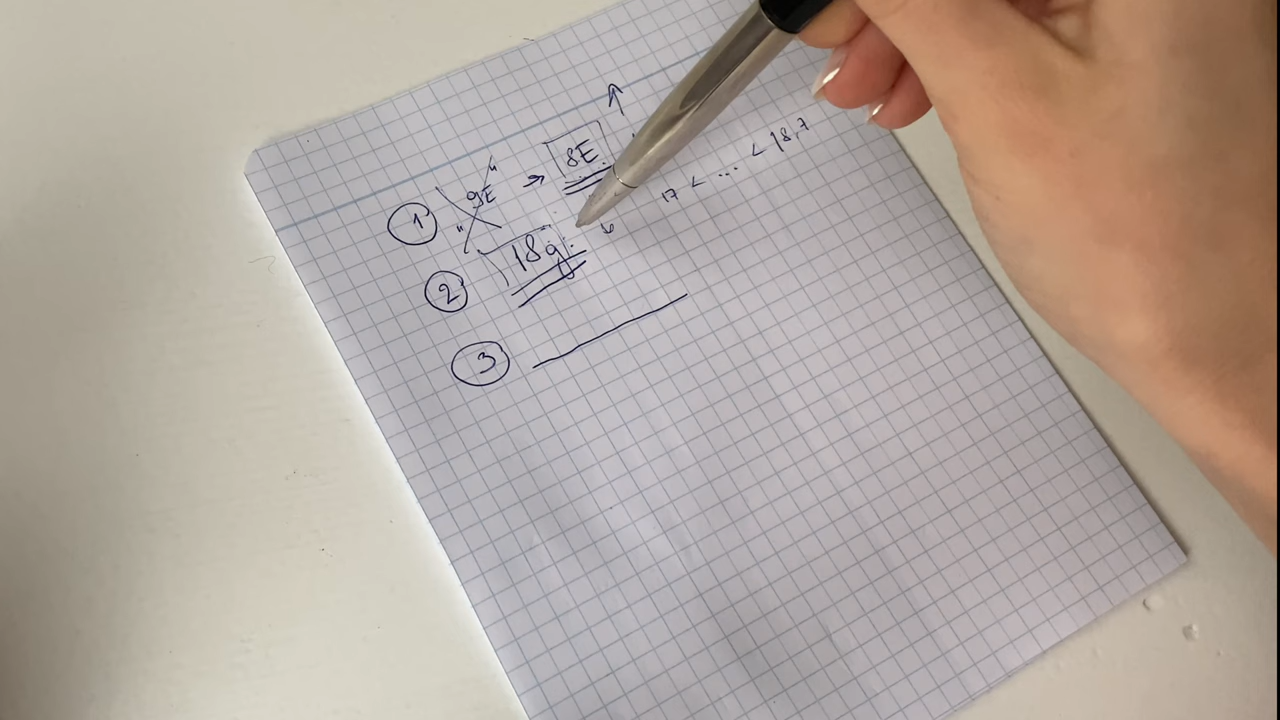 1 "9E" → 8E ↑
2 18g. 17 < ... < 18,7
3